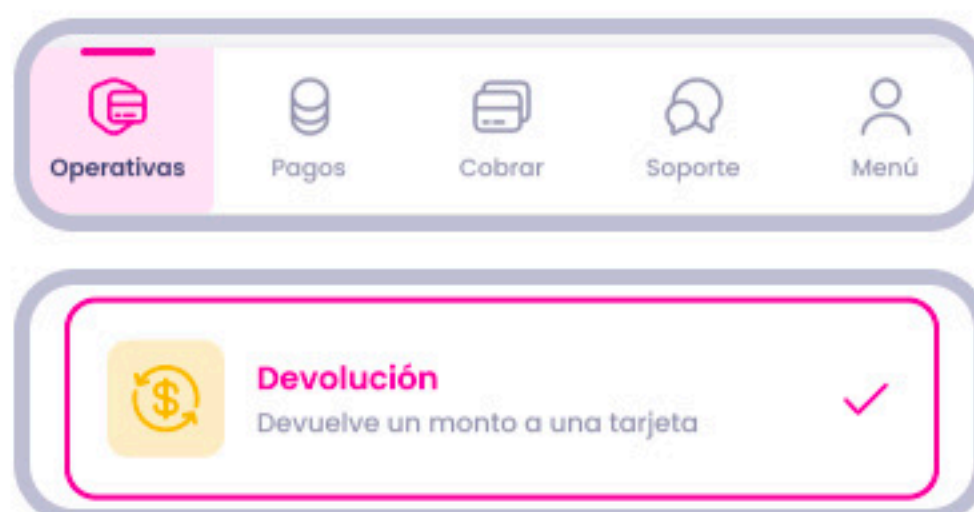 Operativas
Pagos
Cobrar
Soporte
Menú
Devolución
Devuelve un monto a una tarjeta